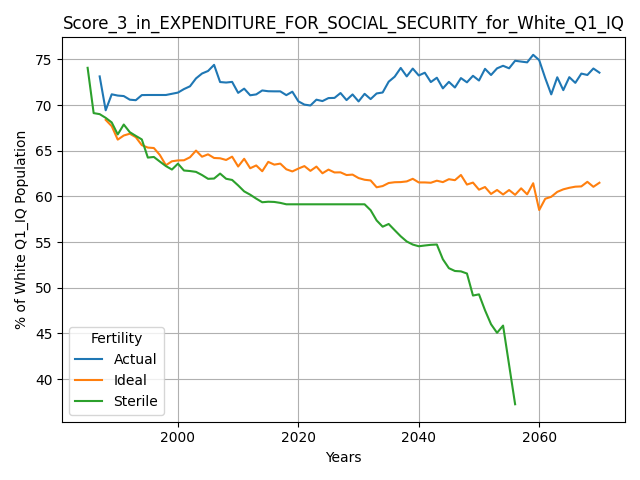 Score_3_in_EXPENDITURE_FOR_SOCIAL_SECURITY_for_White_Q1_IQ
% of White Q1_IQ Population
75
70
65
60
55
50
45
40
Fertility
Actual
Ideal
Sterile
2000 2020 2040 2060
Years